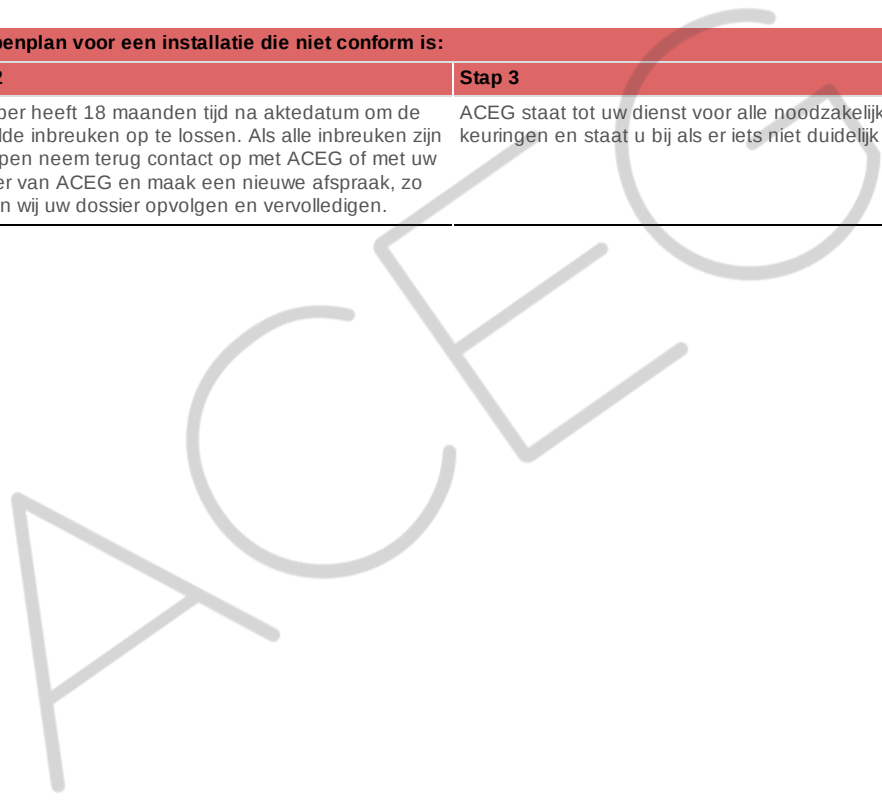 penplan voor een installatie die niet conform is:
2
Stap 3
per heeft 18 maanden tijd na aktedatum om de
lde inbreuken op te lossen. Als alle inbreuken zijn
pen neem terug contact op met ACEG of met uw
er van ACEG en maak een nieuwe afspraak, zo
n wij uw dossier opvolgen en vervolledigen.
ACEG staat tot uw dienst voor alle noodzakelijk
keuringen en staat u bij als er iets niet duidelijk
ACEG